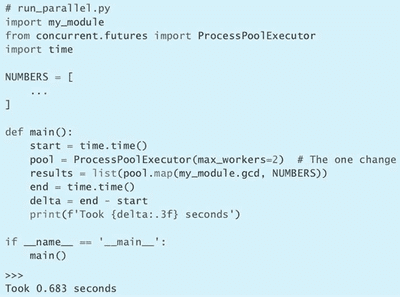 # run_parallel.py
import my_module
from concurrent.futures import ProcessPoolExecutor
import time
NUMBERS = [
    ...
]
def main():
    start = time.time()
    pool = ProcessPoolExecutor(max_workers=2)  # The one change
    results = list(pool.map(my_module.gcd, NUMBERS))
    end = time.time()
    delta = end - start
    print(f'Took {delta:.3f} seconds')
if __name__ == '__main__':
    main()
>>>
Took 0.683 seconds